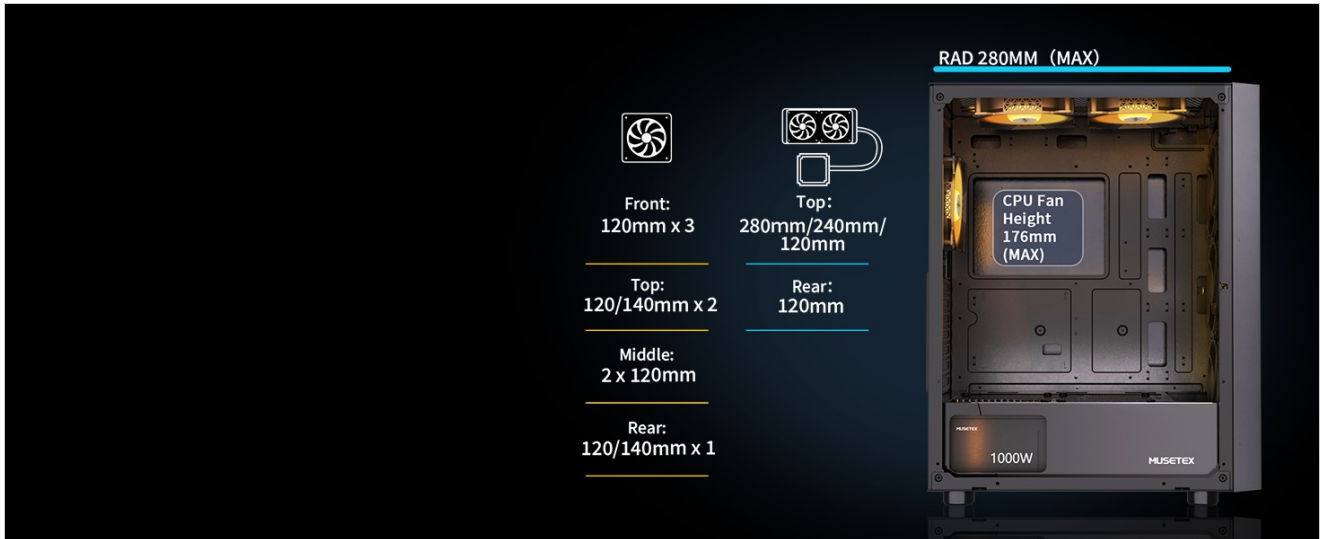 RAD 280MM（MAX）
Front:
120mm x 3
Top:
120/140mm x 2
Middle:
2 x 120mm
Rear:
120/140mm x 1
Top:
280mm/240mm/
120mm
Rear:
120mm
CPU Fan
Height
176mm
(MAX)
MUSETEX
1000W
MUSETEX